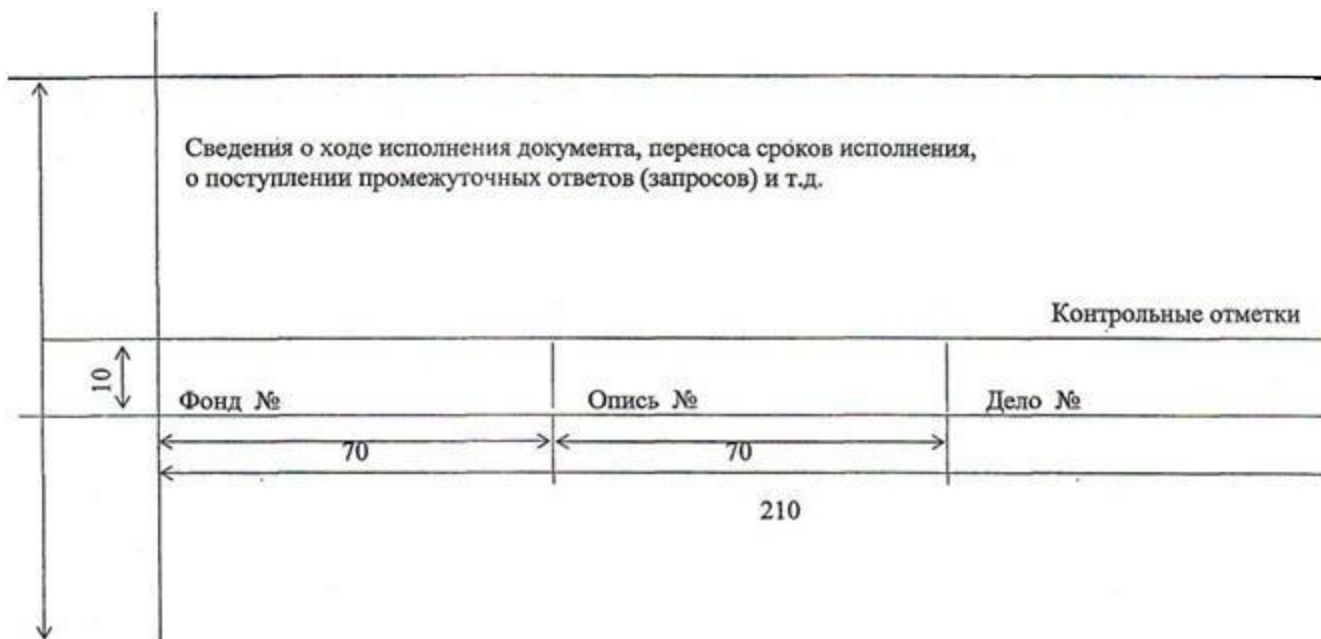 Сведения о ходе исполнения документа, переноса сроков исполнения,
о поступлении промежуточных ответов (запросов) и т.д.
Контрольные отметки
10
Фонд № Опись № Дело №
70 70
210